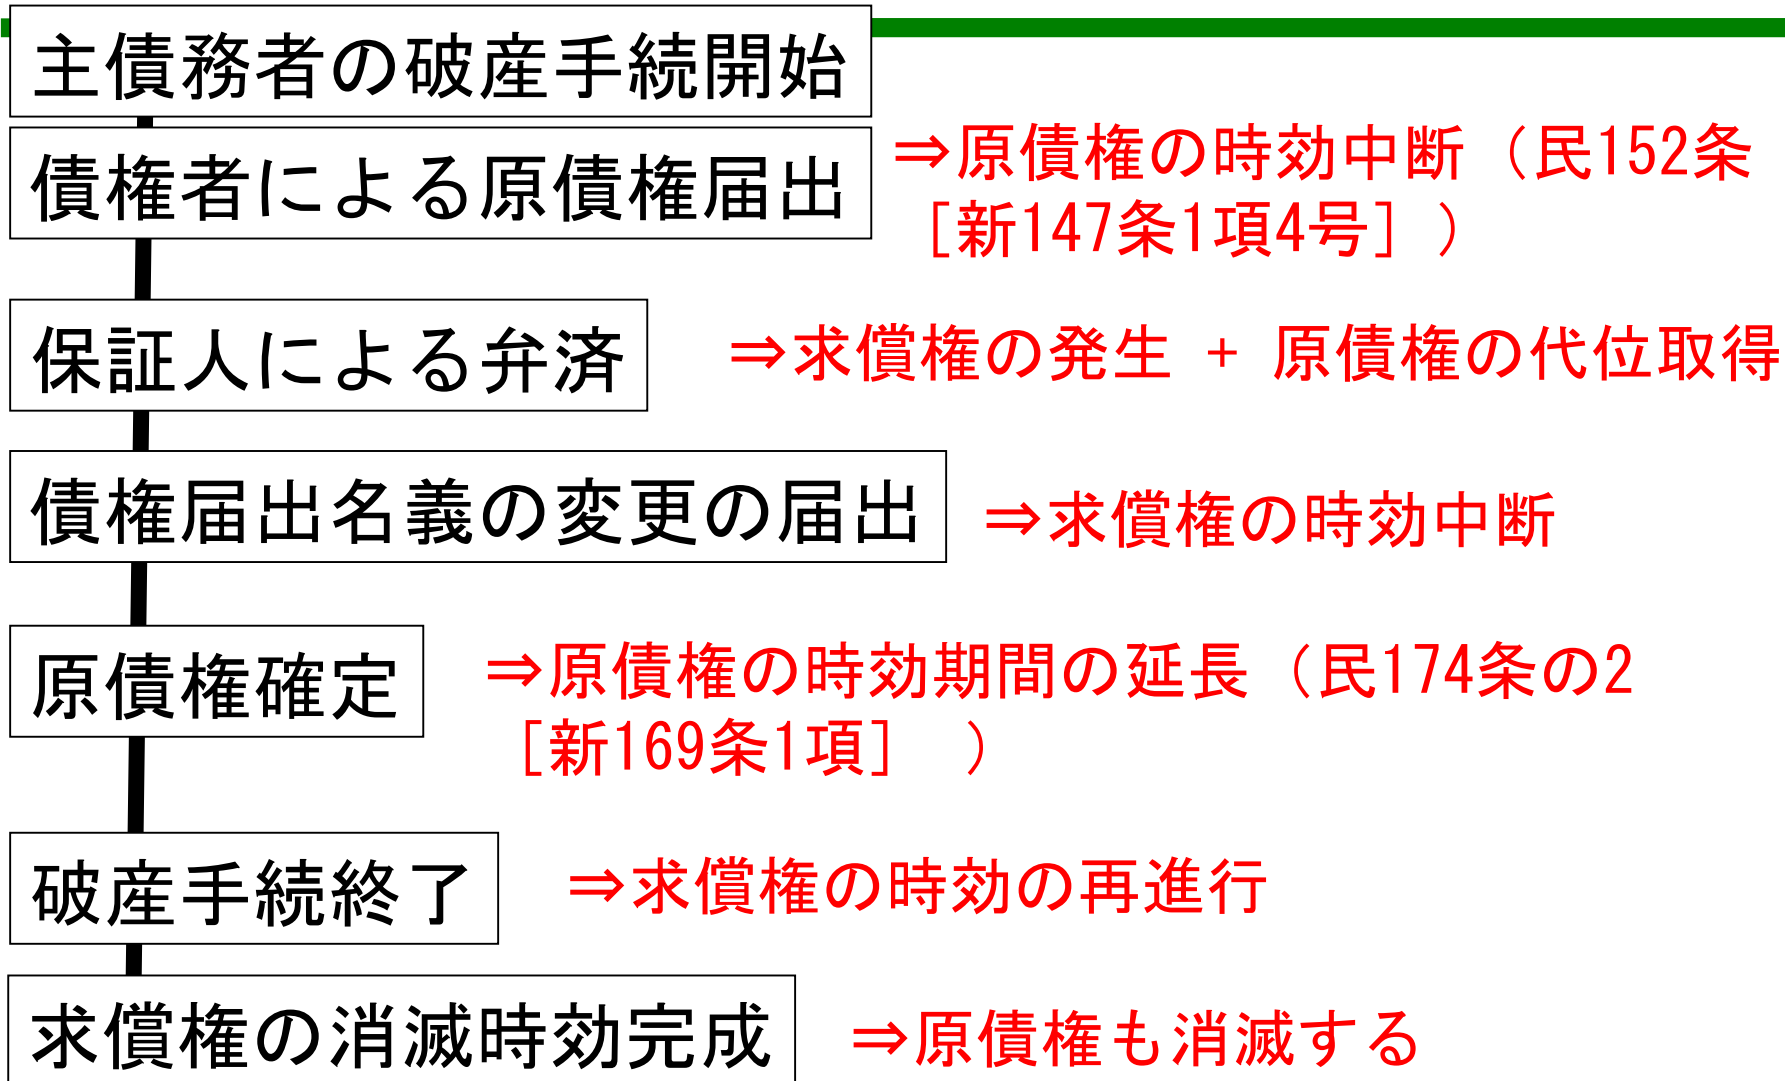 主債務者の破産手続開始
債権者による原債権届出
⇒原債権の時効中断（民152条
［新147条1項4号］）
保証人による弁済
⇒求償権の発生 + 原債権の代位取得
債権届出名義の変更の届出
⇒求償権の時効中断
原債権確定
⇒原債権の時効期間の延長（民174条の2
［新169条1項］ ）
破産手続終了
⇒求償権の時効の再進行
求償権の消滅時効完成
⇒原債権も消滅する